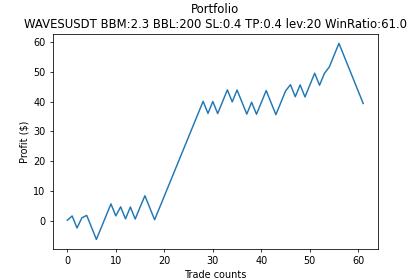 Portfolio
WAVESUSDT BBM:2.3 BBL:200 SL:0.4 TP:0.4 lev:20 WinRatio:61.0
60
50
40
30
20
10
0
Profit ($)
0 10 20 30 40 50 60
Trade counts